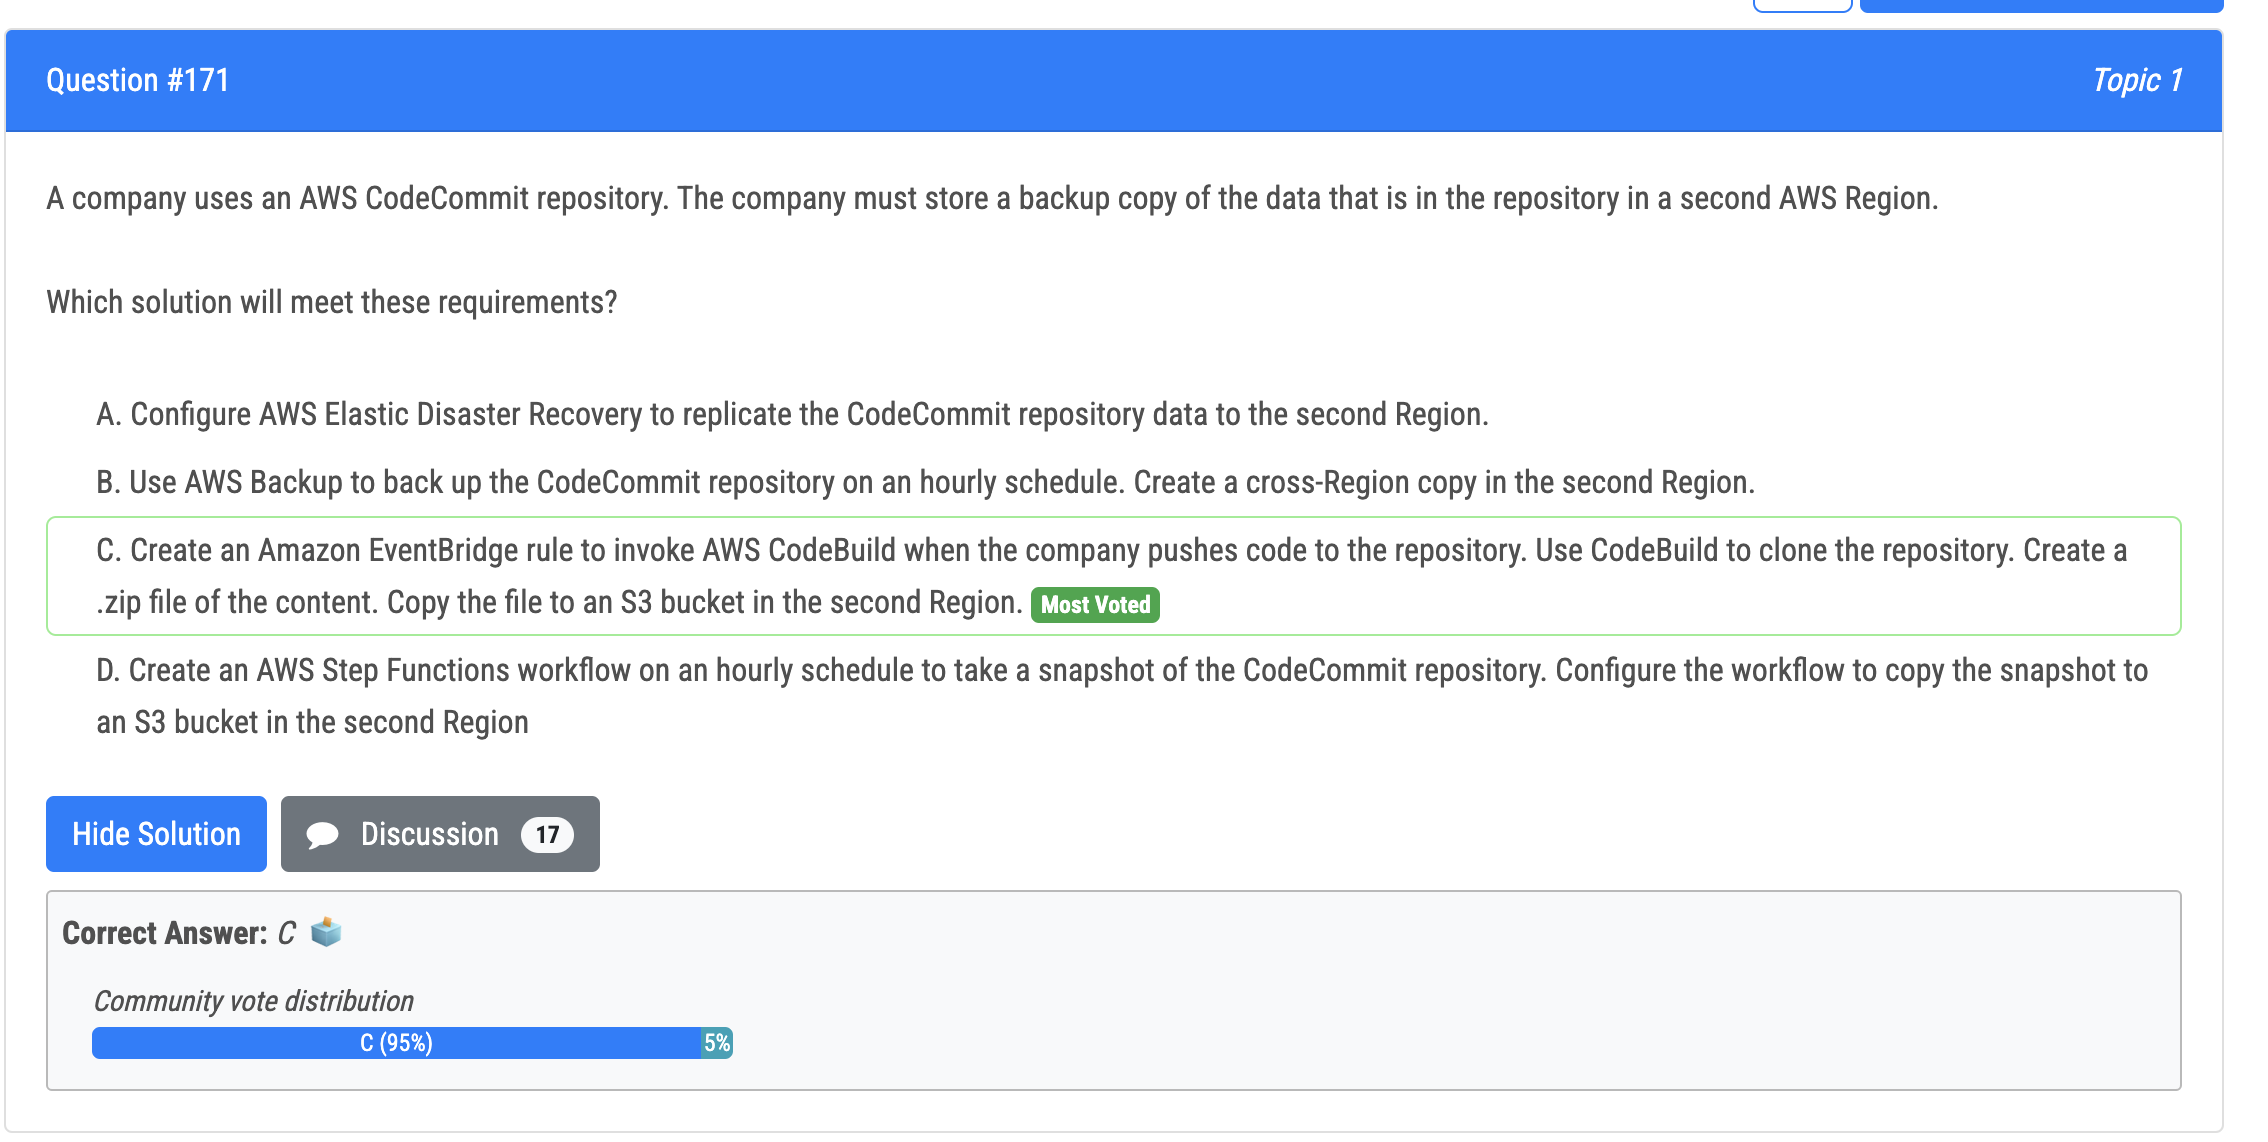 Question #171
Topic 1
A company uses an AWS CodeCommit repository. The company must store a backup copy of the data that is in the repository in a second AWS Region.
Which solution will meet these requirements?
A. Configure AWS Elastic Disaster Recovery to replicate the CodeCommit repository data to the second Region.
B. Use AWS Backup to back up the CodeCommit repository on an hourly schedule. Create a cross-Region copy in the second Region.
C. Create an Amazon EventBridge rule to invoke AWS CodeBuild when the company pushes code to the repository. Use CodeBuild to clone the repository. Create a
.zip file of the content. Copy the file to an S3 bucket in the second Region. Most Voted
D. Create an AWS Step Functions workflow on an hourly schedule to take a snapshot of the CodeCommit repository. Configure the workflow to copy the snapshot to
an S3 bucket in the second Region
Hide Solution
Discussion 17
Correct Answer: C
Community vote distribution
C (95%)
5%